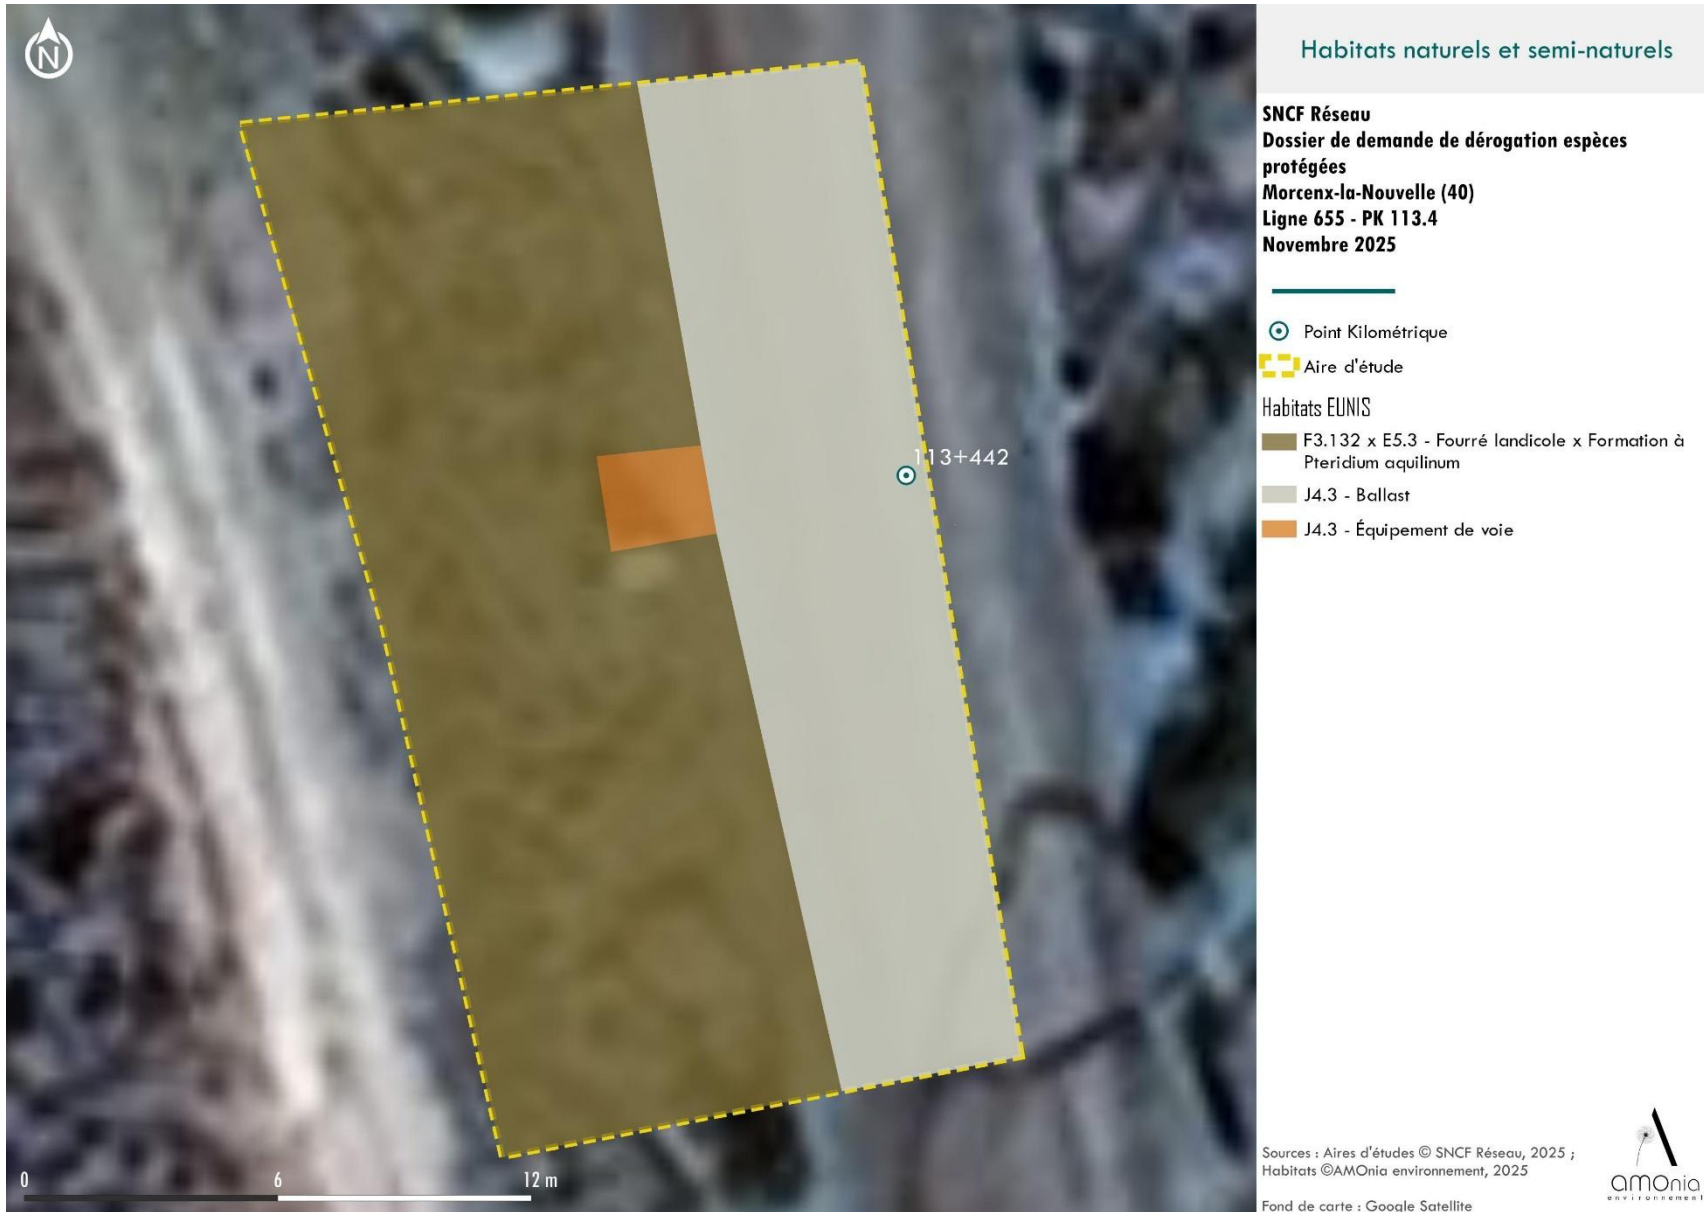 N
Habitats naturels et semi-naturels
SNCF Réseau
Dossier de demande de dérogation espèces
protégées
Morcenx-la-Nouvelle (40)
Ligne 655 - PK 113.4
Novembre 2025
Point Kilométrique
Aire d'étude
Habitats EUNIS
F3.132 x E5.3 - Fourré landicole x Formation à
Pteridium aquilinum
J4.3 - Ballast
J4.3 - Équipement de voie
113+442
0 6 12 m
Sources : Aires d'études © SNCF Réseau, 2025 ;
Habitats ©AMOnia environnement, 2025
Fond de carte : Google Satellite
amOnia
environnement